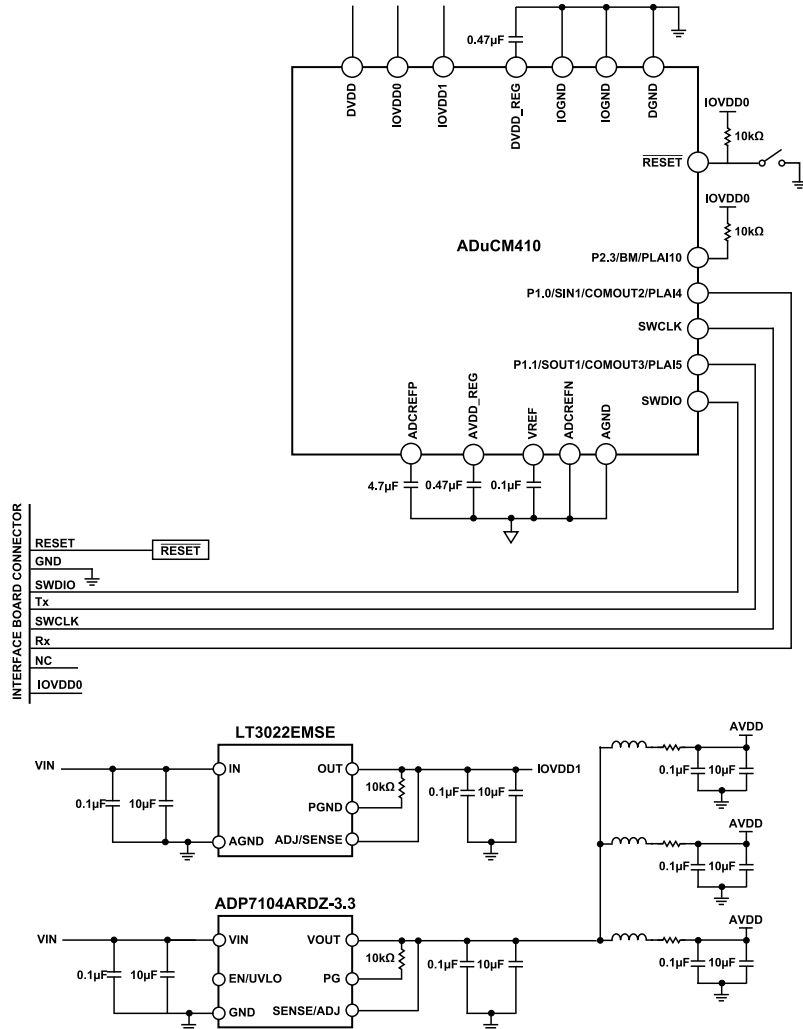 0.47µF
DVDD
IOVDD0
IOVDD1
DVDD_REG
IOGND
IOGND
DGND
IOVDD0
10kΩ
RESET
IOVDD0
10kΩ
ADuCM410
P2.3/BM/PLAI10
P1.0/SIN1/COMOUT2/PLAI4
SWCLK
P1.1/SOUT1/COMOUT3/PLAI5
SWDIO
ADCREFP
AVDD_REG
VREF
ADCREFN
AGND
4.7µF
0.47µF
0.1µF
INTERFACE BOARD CONNECTOR
RESET
RESET
GND
SWDIO
Tx
SWCLK
Rx
NC
IOVDD0
LT3022EMSE
VIN
IN
OUT
IOVDD1
0.1µF
10µF
10kΩ
PGND
0.1µF
10µF
AGND
ADJ/SENSE
ADP7104ARDZ-3.3
VIN
VIN
VOUT
0.1µF
10µF
EN/UVLO
10kΩ
PG
0.1µF
10µF
GND
SENSE/ADJ
AVDD
0.1µF
10µF
AVDD
0.1µF
10µF
AVDD
0.1µF
10µF